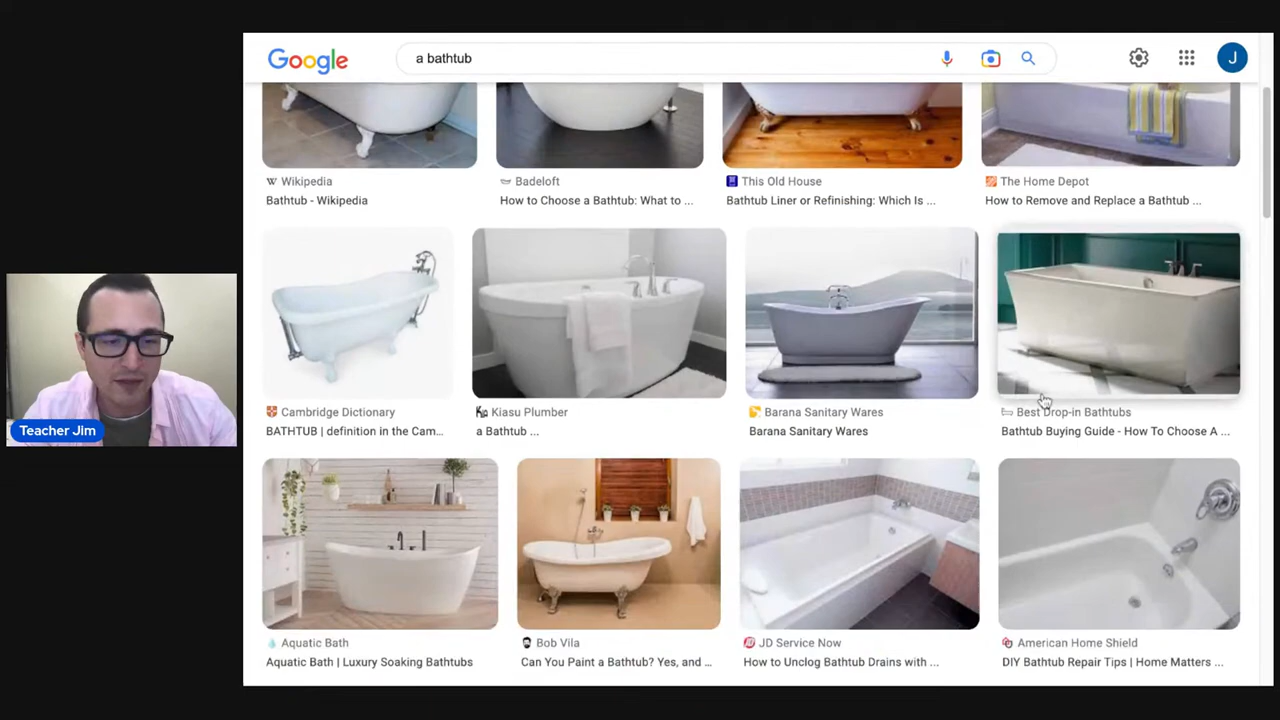 Google
a bathtub
J
W Wikipedia
Bathtub - Wikipedia
Badeloft
How to Choose a Bathtub: What to ...
This Old House
Bathtub Liner or Refinishing: Which Is ...
The Home Depot
How to Remove and Replace a Bathtub ...
Cambridge Dictionary
BATHTUB | definition in the Cam...
Kiasu Plumber
a Bathtub ...
Barana Sanitary Wares
Barana Sanitary Wares
Best Drop-in Bathtubs
Bathtub Buying Guide - How To Choose A ...
Teacher Jim
Aquatic Bath
Aquatic Bath | Luxury Soaking Bathtubs
Bob Vila
Can You Paint a Bathtub? Yes, and ...
JD Service Now
How to Unclog Bathtub Drains with ...
American Home Shield
DIY Bathtub Repair Tips | Home Matters ...